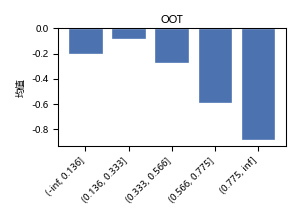 OOT
0.0
-0.2
-0.4
-0.6
-0.8
均值
(-inf, 0.136]
(0.136, 0.333]
(0.333, 0.566]
(0.566, 0.775]
(0.775, inf]